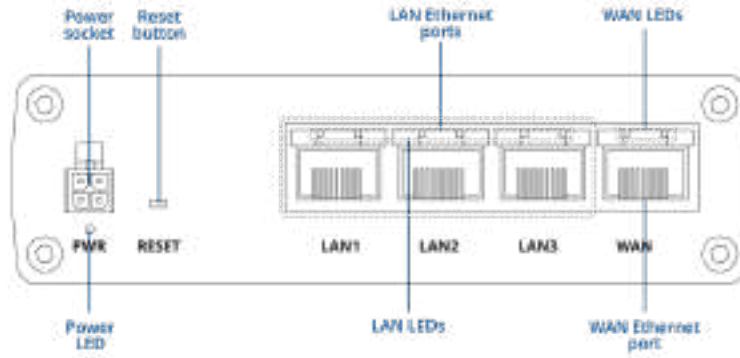 Power socket
Reset button
LAN Ethernet ports
WAN LEDs
PWR
RESET
LAN1
LAN2
LAN3
WAN
Power LED
LAN LEDs
WAN Ethernet port